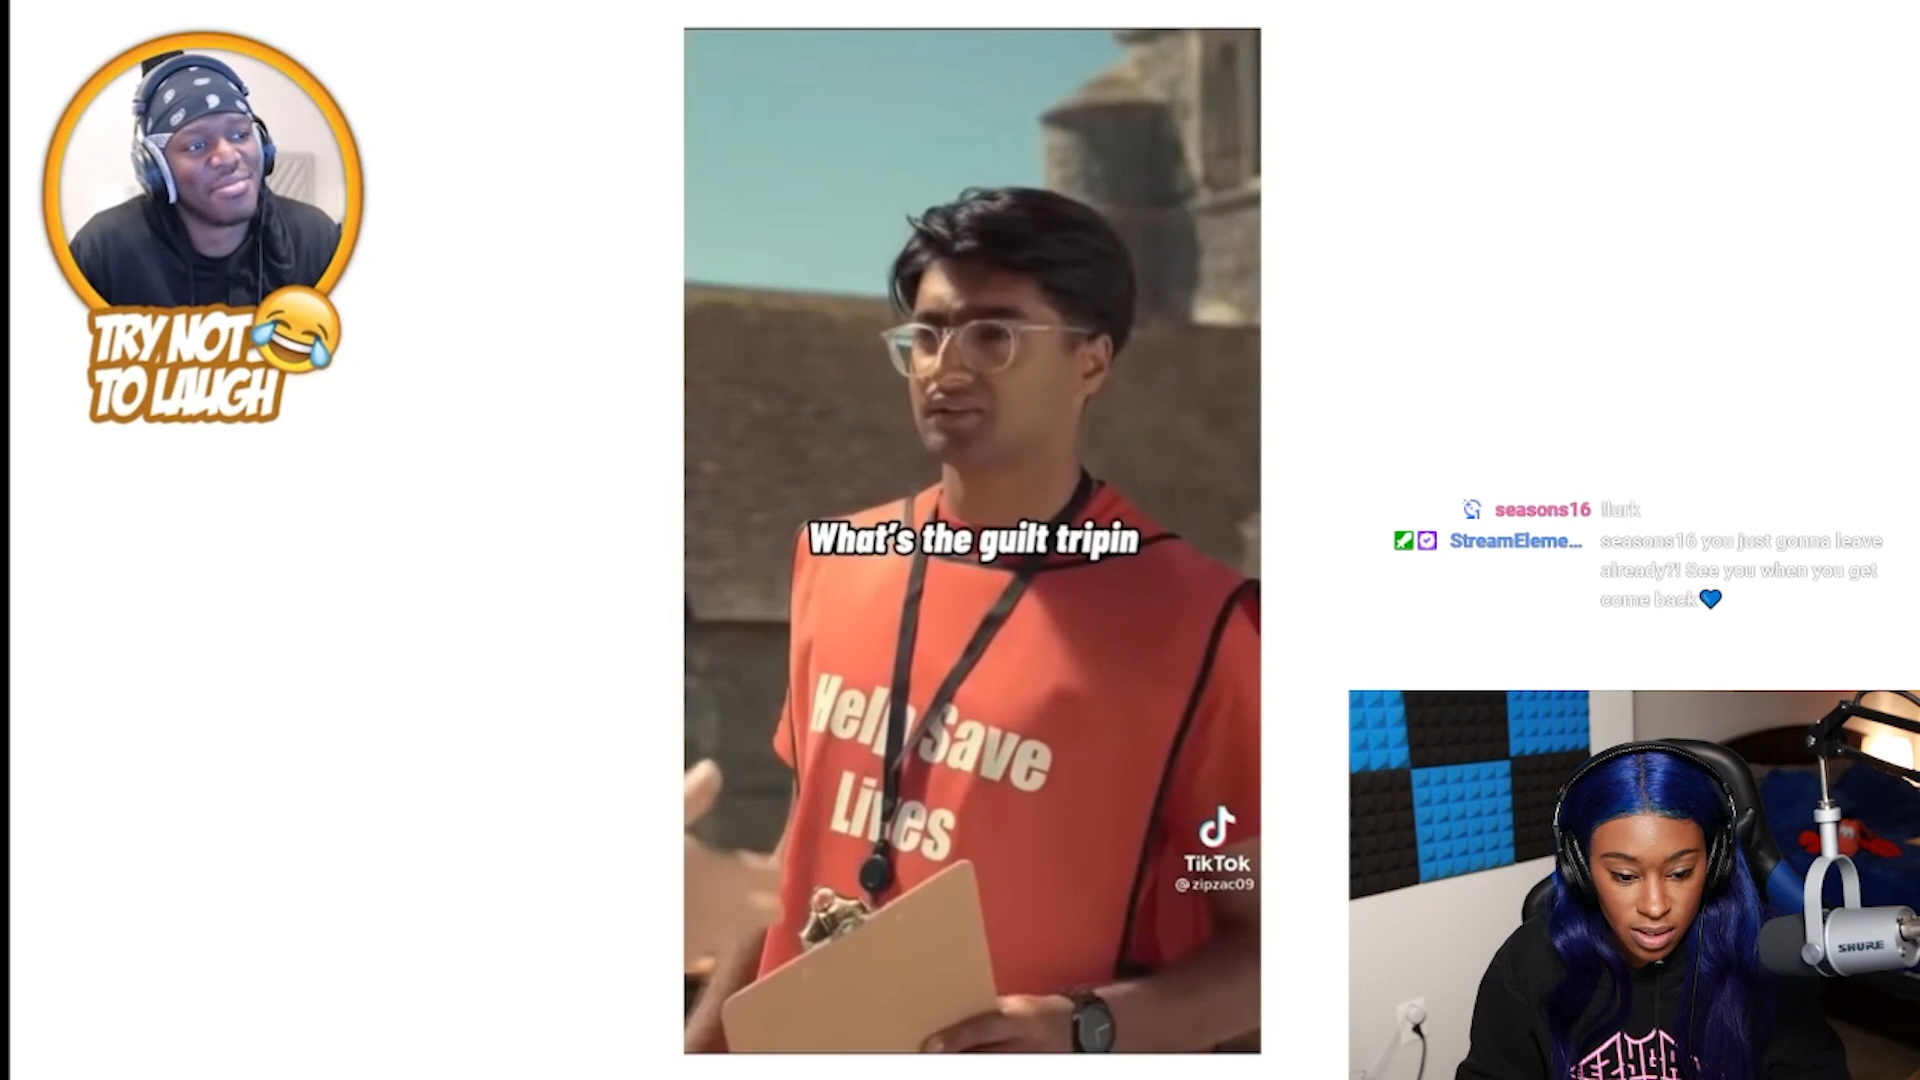 TRY NOT
TO LAUGH
What's the guilt tripin
Help Save
Lives
TikTok
@zipzac09
seasons16 !lurk
StreamEleme... seasons16 you just gonna leave
already?! See you when you get
come back💙
SHURE